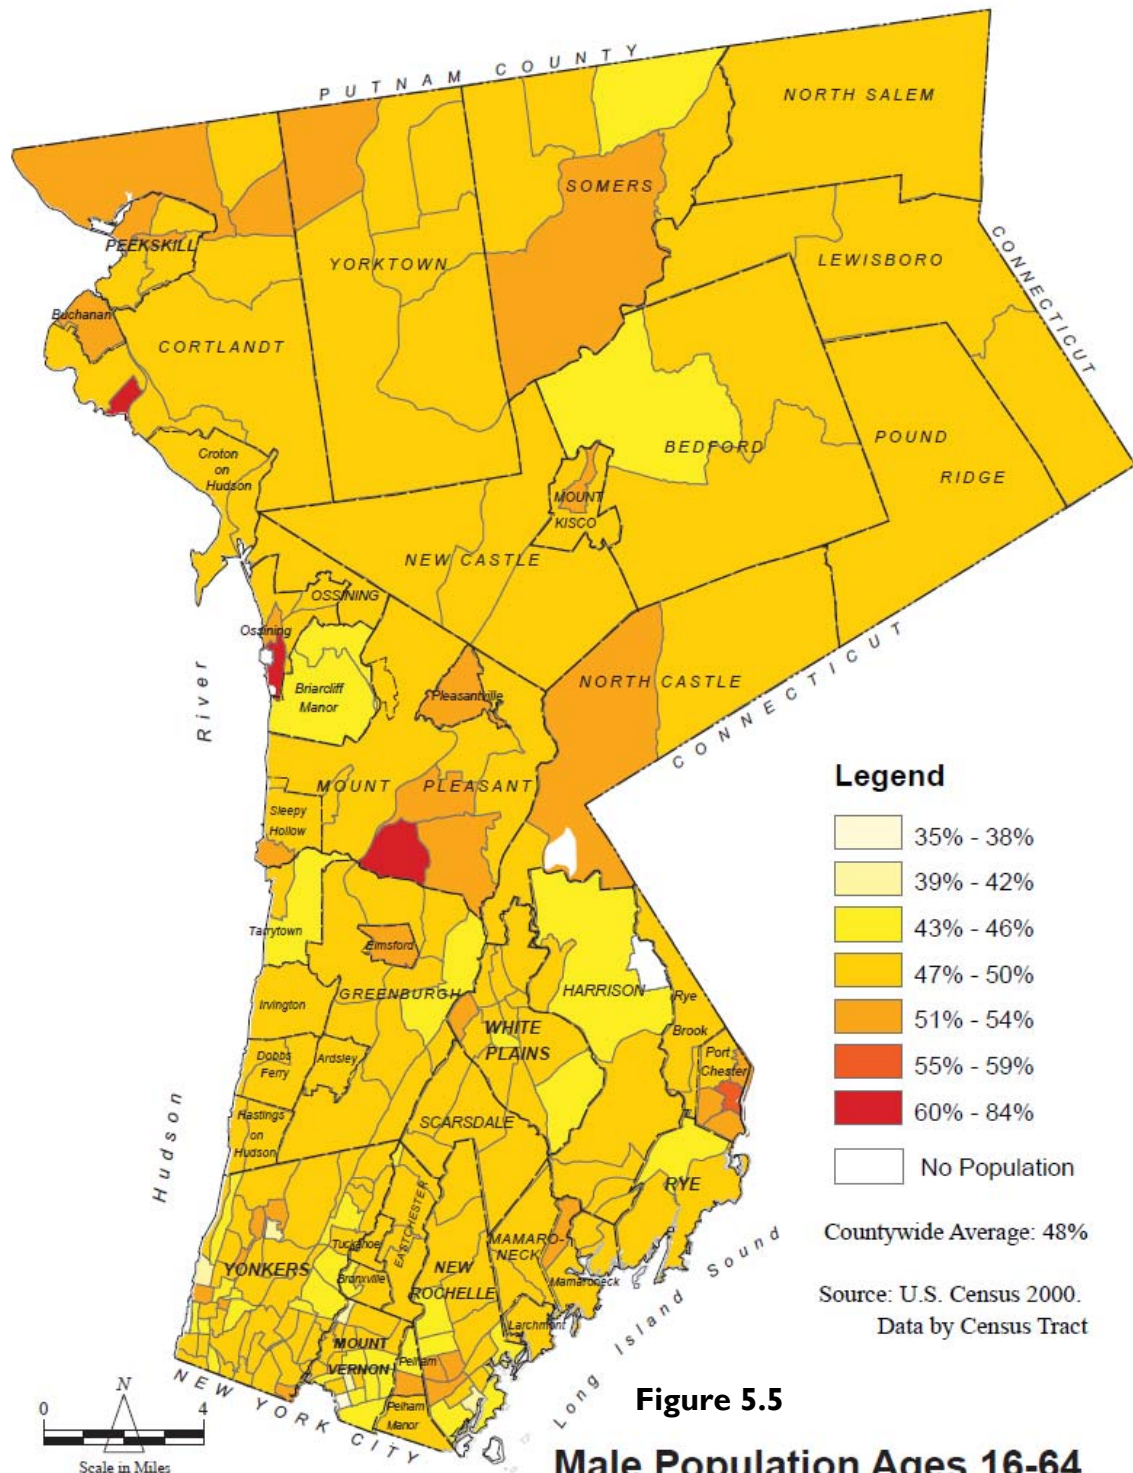 PUTNAM COUNTY
NORTH SALEM
SOMERS
PEEKSKILL
YORKTOWN
LEWISBORO
CONNECTICUT
Buchanan
CORTLANDT
BEDFORD
POUND
RIDGE
Croton
on
Hudson
MOUNT
KISCO
NEW CASTLE
OSSINING
Ossining
River
Briarcliff
Manor
Pleasantville
NORTH CASTLE
CONNECTICUT
MOUNT PLEASANT
Sleepy
Hollow
Tarrytown
Elmsford
GREENBURGH
HARRISON
Rye
Brook
Irvington
WHITE
PLAINS
Port
Chester
Dobbs
Ferry
Ardsley
SCARSDALE
Hastings
on
Hudson
Hudson
RYE
EASTCHESTER
Tuckahoe
MAMARO-
NECK
YONKERS
Bronxville
NEW
ROCHELLE
Mamaroneck
Larchmont
MOUNT
VERNON
Pelham
Pelham
Manor
NEW YORK CITY
Long Island Sound
Legend
35% - 38%
39% - 42%
43% - 46%
47% - 50%
51% - 54%
55% - 59%
60% - 84%
No Population
Countywide Average: 48%
Source: U.S. Census 2000.
Data by Census Tract
N
0 4
Scale in Miles
Figure 5.5
Male Population Ages 16-64